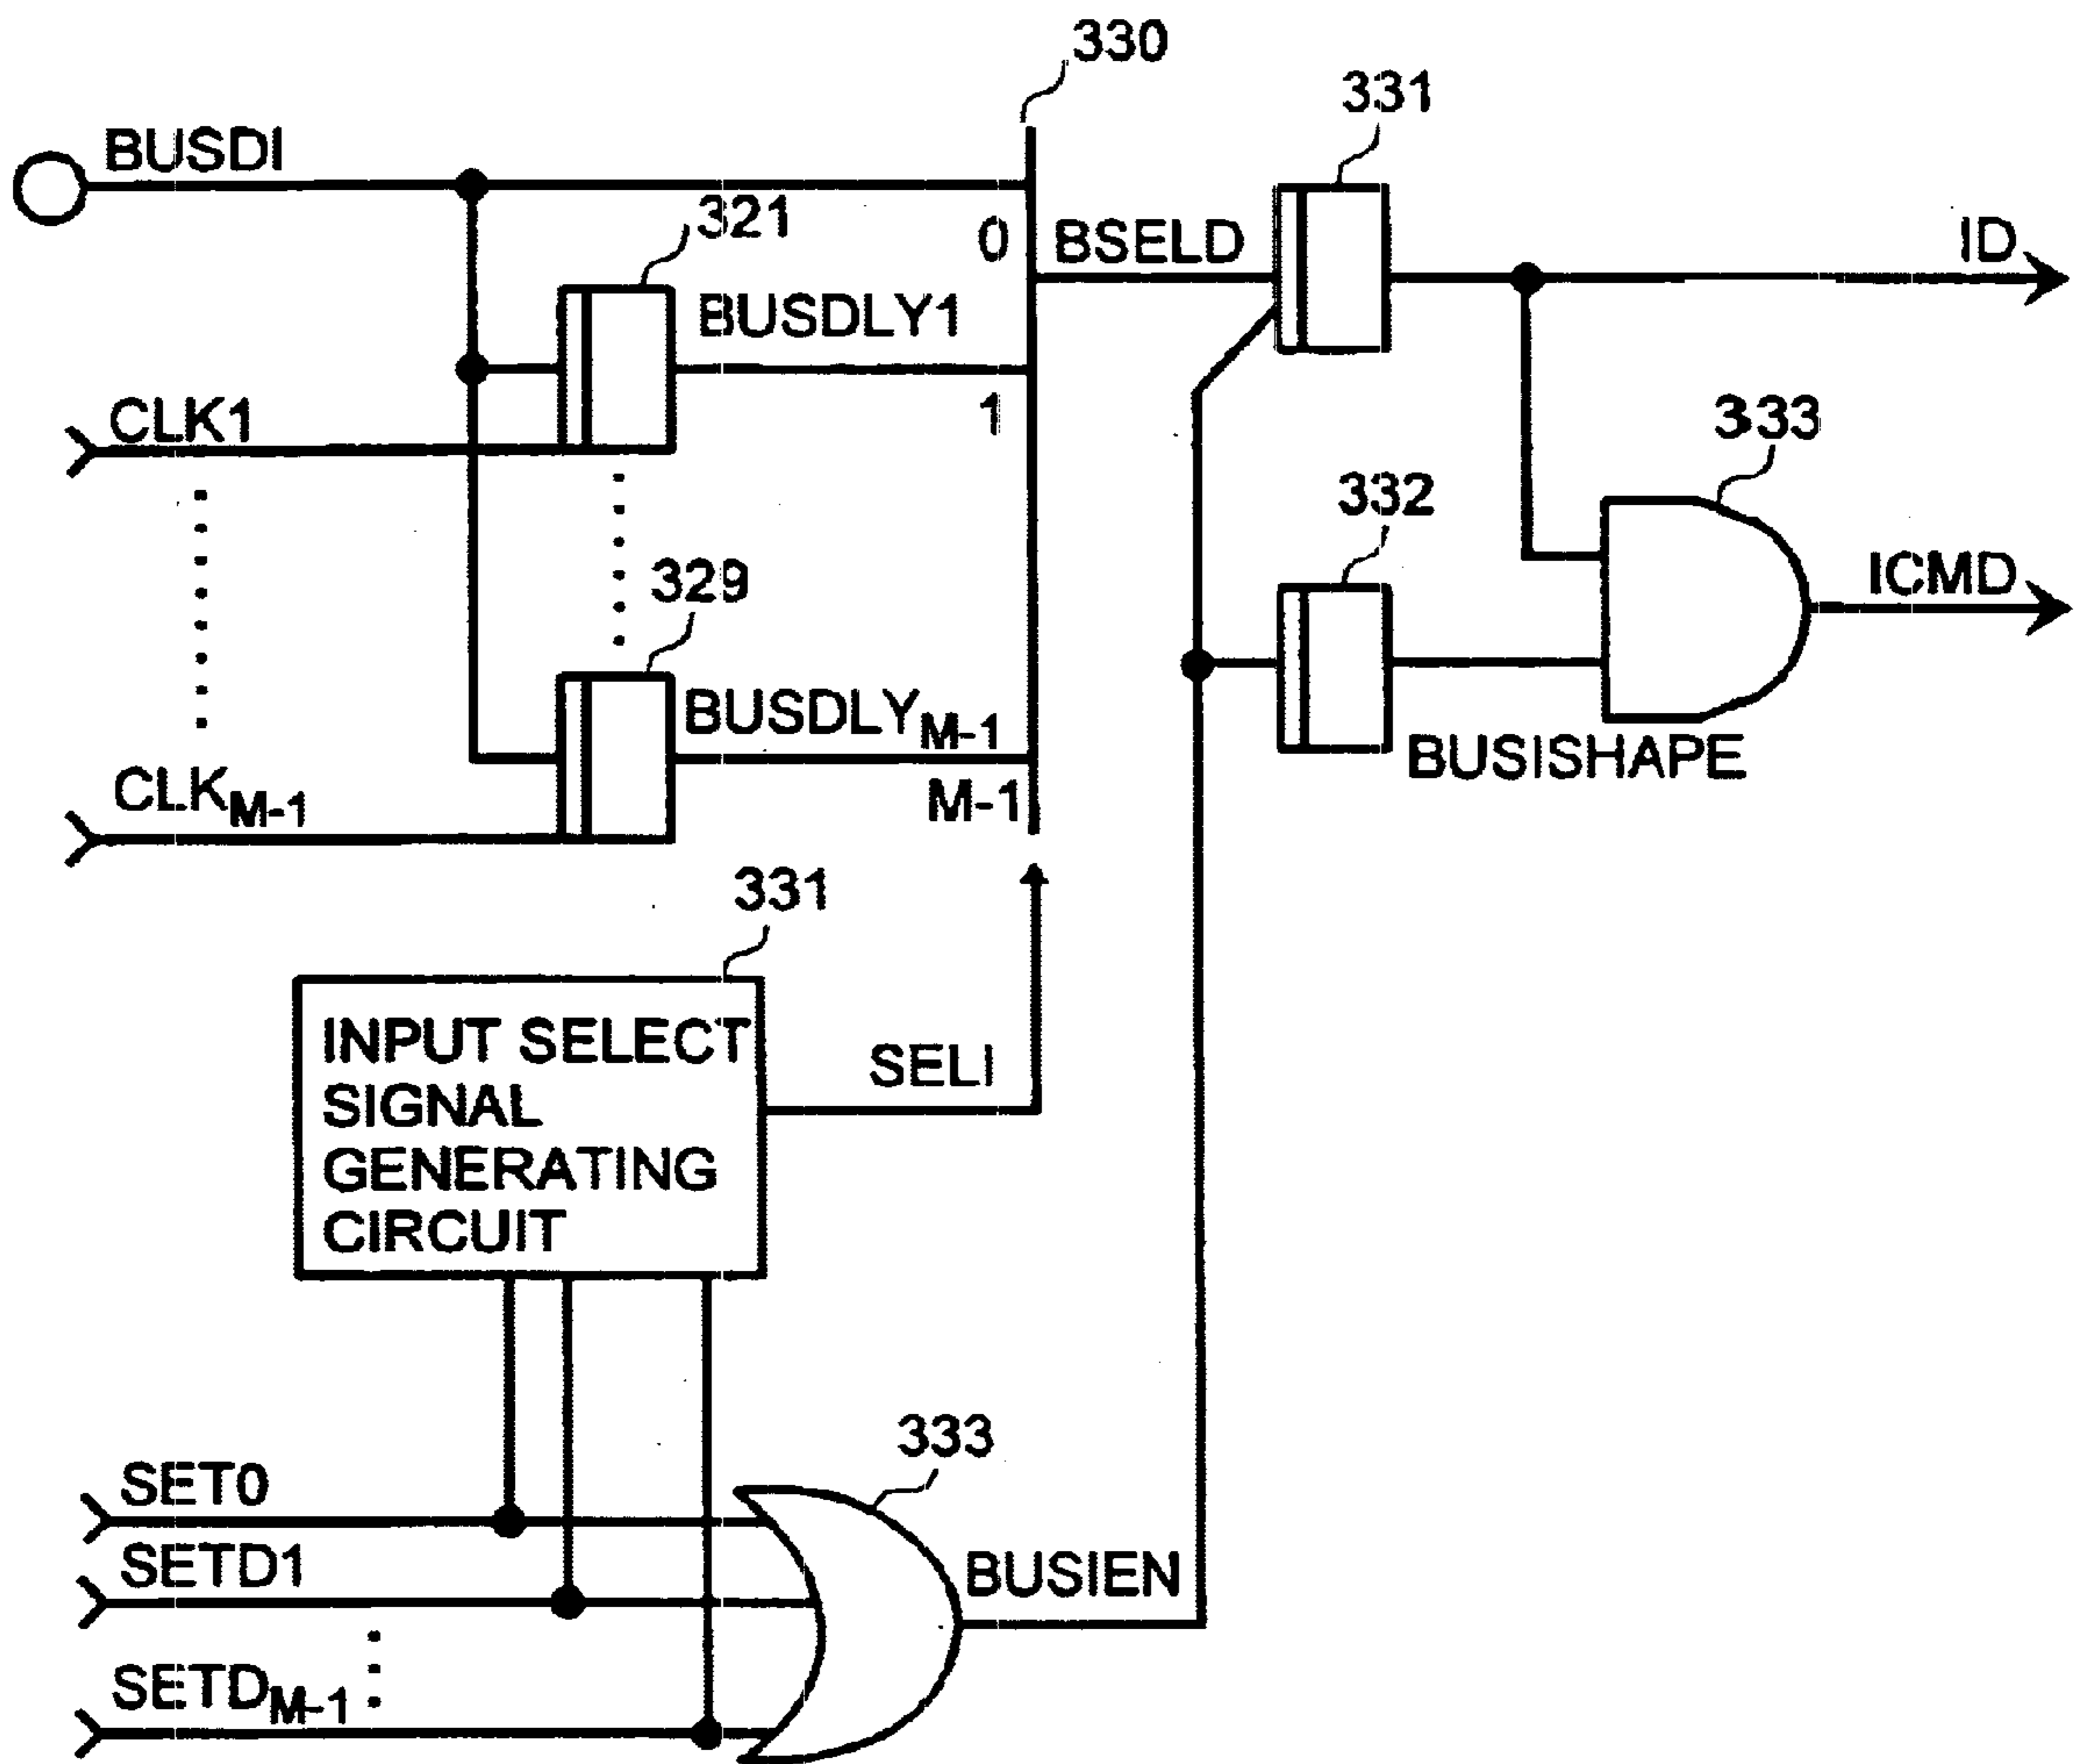 330
331
BUSDI
321
0
BSELD
ID
BUSDLY1
1
CLK1
333
332
329
ICMD
BUSDLYM-1
BUSISHAPE
CLKM-1
M-1
331
INPUT SELECT
SIGNAL
GENERATING
CIRCUIT
SELI
333
SET0
SETD1
BUSIEN
SETDM-1